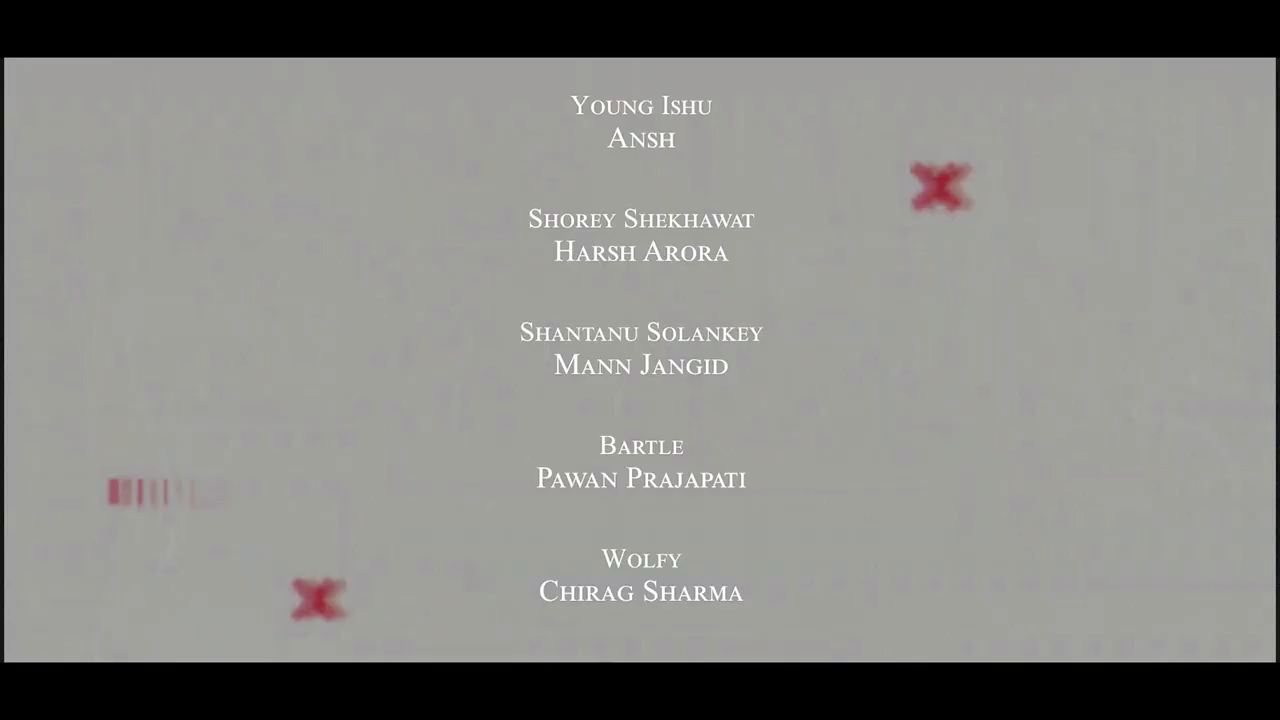 Young Ishu
Ansh
Shorey Shekhawat
Harsh Arora
Shantanu Solankey
Mann Jangid
Bartle
Pawan Prajapati
Wolfy
Chirag Sharma